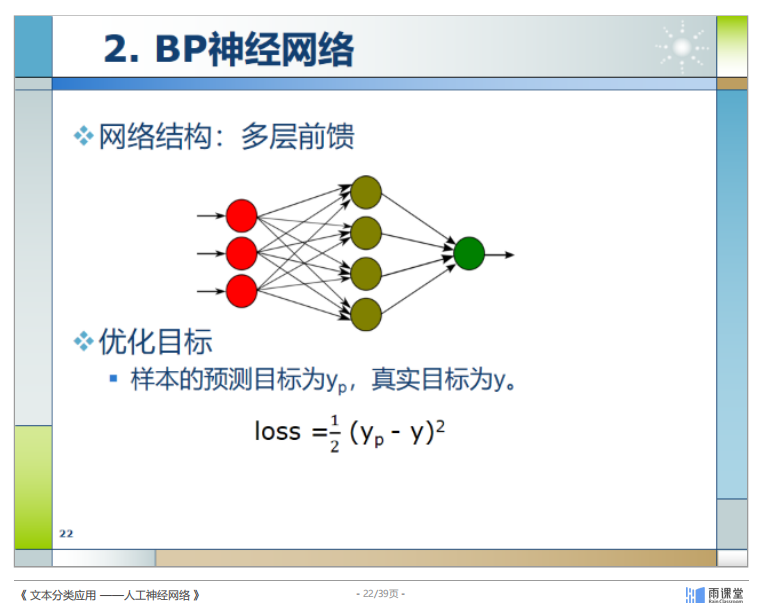 2. BP神经网络
网络结构：多层前馈
优化目标
样本的预测目标为yp，真实目标为y。
loss =1/2 (yp - y)2
22
《 文本分类应用 ——人工神经网络 》
- 22/39页 -
雨课堂
Rain Classroom